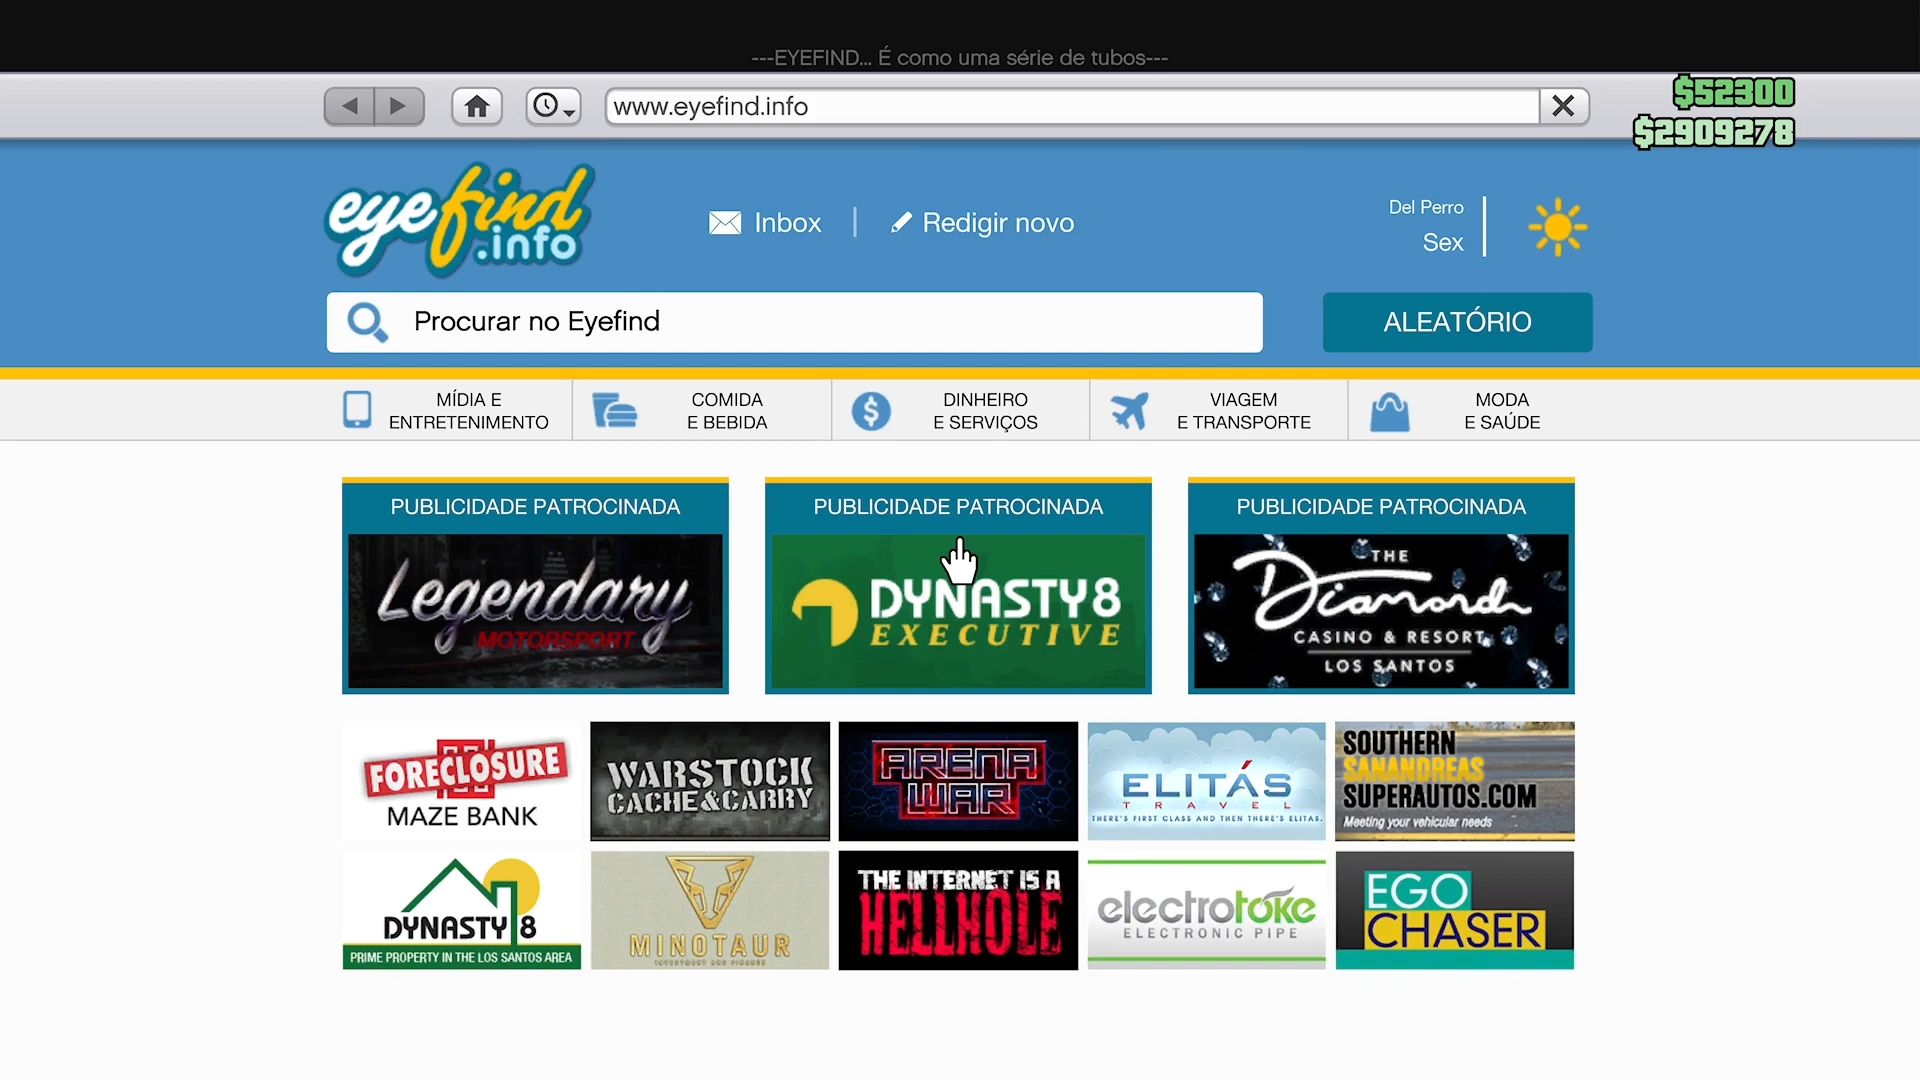 ---EYEFIND... É como uma série de tubos---
www.eyefind.info
$52300
$2909278
eyefind
.info
Inbox
Redigir novo
Del Perro
Sex
Procurar no Eyefind
ALEATÓRIO
MÍDIA E
ENTRETENIMENTO
COMIDA
E BEBIDA
DINHEIRO
E SERVIÇOS
VIAGEM
E TRANSPORTE
MODA
E SAÚDE
PUBLICIDADE PATROCINADA
Legendary
MOTORSPORT
PUBLICIDADE PATROCINADA
DYNASTY8
EXECUTIVE
PUBLICIDADE PATROCINADA
THE
Diamond
CASINO & RESORT
LOS SANTOS
FORECLOSURE
MAZE BANK
WARSTOCK
CACHE&CARRY
ARENA
WAR
ELITÁS
TRAVEL
THERE'S FIRST CLASS AND THEN THERE'S ELITAS.
SOUTHERN
SANANDREAS
SUPERAUTOS.COM
Meeting your vehicular needs
DYNASTY 8
PRIME PROPERTY IN THE LOS SANTOS AREA
MINOTAUR
INVESTMENT AND FINANCE
THE INTERNET IS A
HELLHOLE
electrotoke
ELECTRONIC PIPE
EGO
CHASER